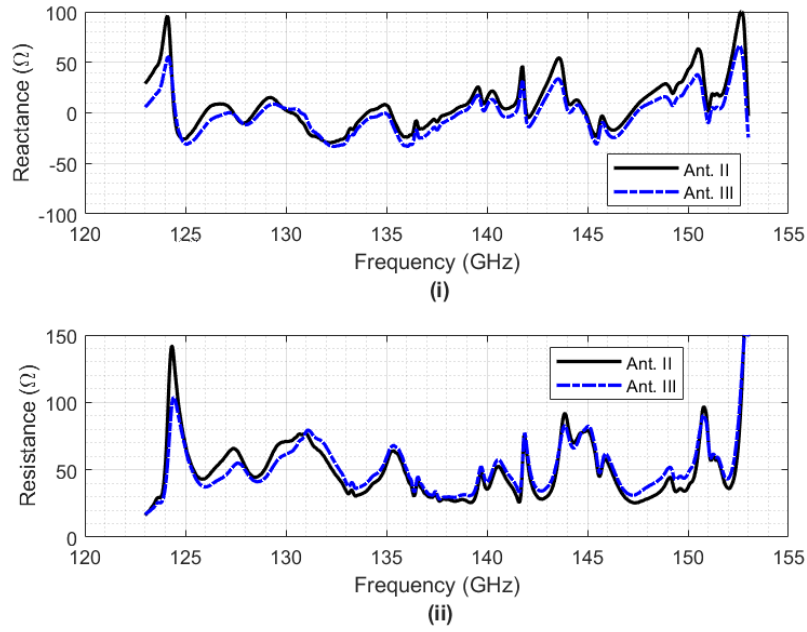 100
50
0
-50
-100
Reactance (Ω)
Ant. II
Ant. III
120 125 130 135 140 145 150 155
Frequency (GHz)
(i)
150
100
50
0
Resistance (Ω)
Ant. II
Ant. III
120 125 130 135 140 145 150 155
Frequency (GHz)
(ii)